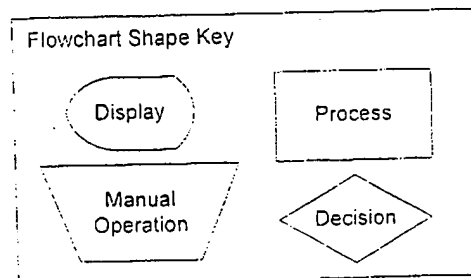 Flowchart Shape Key
Display
Process
Manual
Operation
Decision